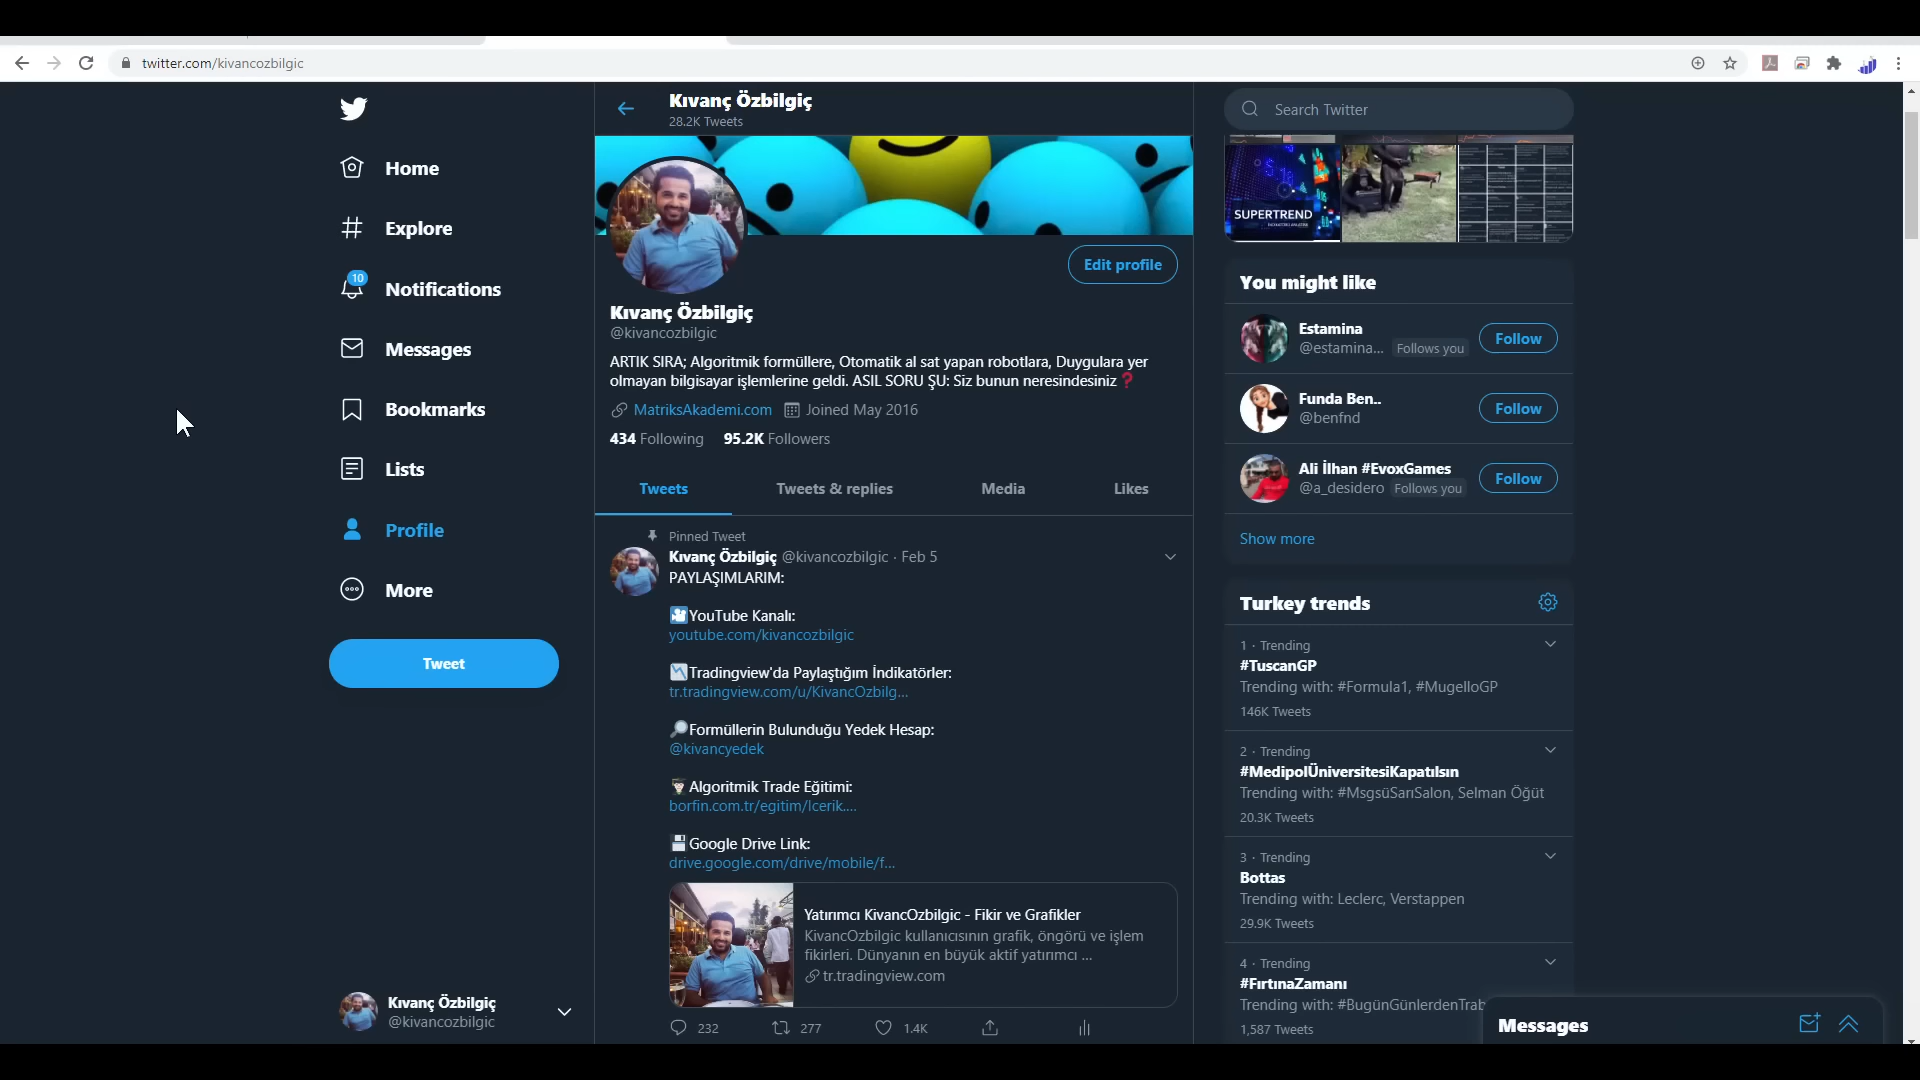 twitter.com/kivancozbilgic
Home
Explore
10
Notifications
Messages
Bookmarks
Lists
Profile
More
Tweet
Kıvanç Özbilgiç
@kivancozbilgic
Kıvanç Özbilgiç
28.2K Tweets
Edit profile
Kıvanç Özbilgiç
@kivancozbilgic
ARTIK SIRA; Algoritmik formüllere, Otomatik al sat yapan robotlara, Duygulara yer
olmayan bilgisayar işlemlerine geldi. ASIL SORU ŞU: Siz bunun neresindesiniz❓
MatriksAkademi.com Joined May 2016
434 Following 95.2K Followers
Tweets Tweets & replies Media Likes
Pinned Tweet
Kıvanç Özbilgiç @kivancozbilgic · Feb 5
PAYLAŞIMLARIM:
YouTube Kanalı:
youtube.com/kivancozbilgic
Tradingview'da Paylaştığım İndikatörler:
tr.tradingview.com/u/KivancOzbilg...
Formüllerin Bulunduğu Yedek Hesap:
@kivancyedek
Algoritmik Trade Eğitimi:
borfin.com.tr/egitim/Icerik....
Google Drive Link:
drive.google.com/drive/mobile/f...
Yatırımcı KivancOzbilgic - Fikir ve Grafikler
KivancOzbilgic kullanıcısının grafik, öngörü ve işlem
fikirleri. Dünyanın en büyük aktif yatırımcı ...
tr.tradingview.com
232 277 1.4K
Search Twitter
SUPERTREND
You might like
Estamina
@estamina... Follows you
Follow
Funda Ben..
@benfnd
Follow
Ali İlhan #EvoxGames
@a_desidero Follows you
Follow
Show more
Turkey trends
1 · Trending
#TuscanGP
Trending with: #Formula1, #MugelloGP
146K Tweets
2 · Trending
#MedipolÜniversitesiKapatılsın
Trending with: #MsgsüSarıSalon, Selman Öğüt
20.3K Tweets
3 · Trending
Bottas
Trending with: Leclerc, Verstappen
29.9K Tweets
4 · Trending
#FırtınaZamanı
Trending with: #BugünGünlerdenTrab
1,587 Tweets
Messages